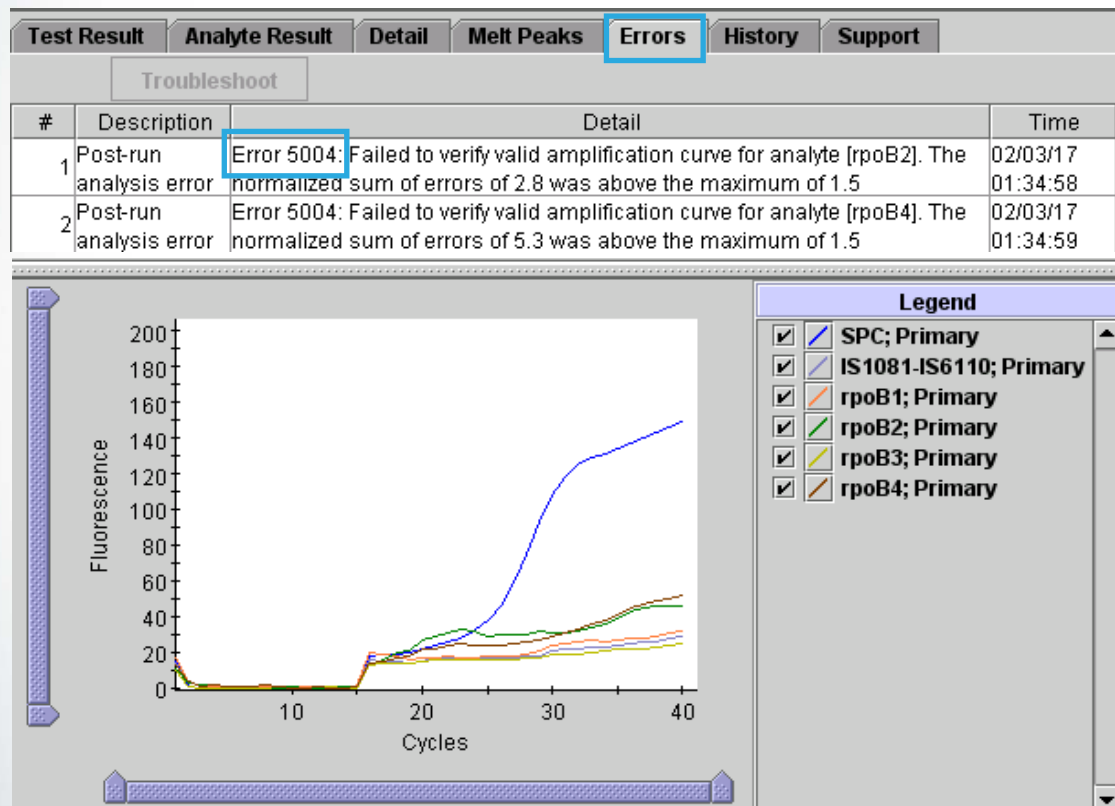 Test Result Analyte Result Detail Melt Peaks Errors History Support
Troubleshoot
# Description Detail Time
1 Post-run analysis error Error 5004: Failed to verify valid amplification curve for analyte [rpoB2]. The normalized sum of errors of 2.8 was above the maximum of 1.5 02/03/17 01:34:58
2 Post-run analysis error Error 5004: Failed to verify valid amplification curve for analyte [rpoB4]. The normalized sum of errors of 5.3 was above the maximum of 1.5 02/03/17 01:34:59
200
180
160
140
120
100
80
60
40
20
0
Fluorescence
10 20 30 40
Cycles
Legend
SPC; Primary
IS1081-IS6110; Primary
rpoB1; Primary
rpoB2; Primary
rpoB3; Primary
rpoB4; Primary